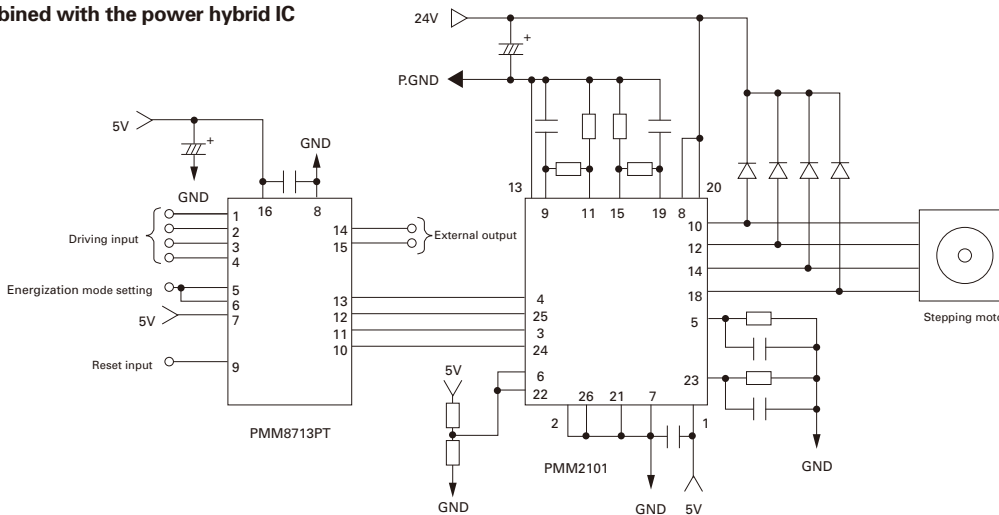 bined with the power hybrid IC
24V
+
P.GND
5V
+
GND
GND
13
20
16
8
9
11
15
19
8
Driving input
1
2
3
4
14
15
External output
10
12
14
18
Energization mode setting
5
6
5V
7
13
12
11
10
4
25
3
24
5
Stepping moto
Reset input
9
5V
6
22
23
26
21
7
2
1
PMM8713PT
PMM2101
GND
GND
GND
5V